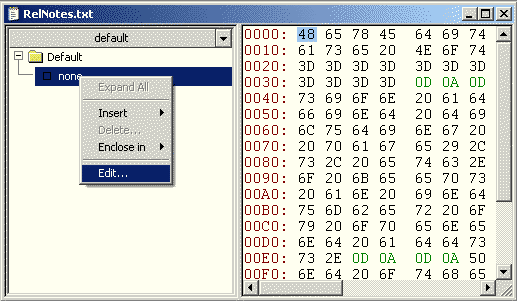 RelNotes.txt
default
Default
none
Expand All
Insert
Delete...
Enclose in
Edit...
0000: 48 65 78 45 64 69 74
0010: 61 73 65 20 4E 6F 74
0020: 3D 3D 3D 3D 3D 3D 3D
0030: 3D 3D 3D 3D 0D 0A 0D
0040: 73 69 6F 6E 20 61 64
0050: 66 69 6E 64 20 64 69
0060: 6C 75 64 69 6E 67 20
0070: 20 70 61 67 65 29 2C
0080: 73 2C 20 65 74 63 2E
0090: 6F 20 6B 65 65 70 73
00A0: 20 61 6E 20 69 6E 64
00B0: 75 6D 62 65 72 20 6F
00C0: 79 20 6F 70 65 6E 65
00D0: 6E 64 20 61 64 64 73
00E0: 73 2E 0D 0A 0D 0A 50
00F0: 6E 64 20 6F 74 68 65